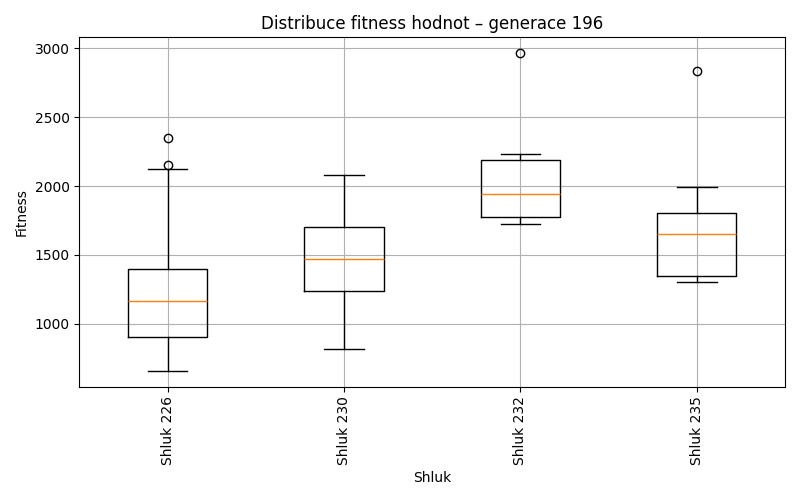 Distribuce fitness hodnot – generace 196
Fitness
3000
2500
2000
1500
1000
Shluk 226
Shluk 230
Shluk 232
Shluk 235
Shluk